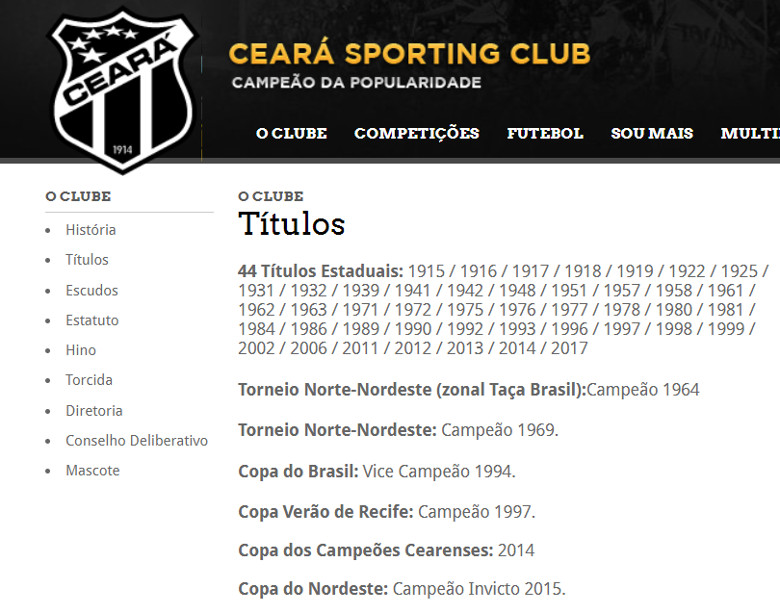 CEARÁ
1914
CEARÁ SPORTING CLUB
CAMPEÃO DA POPULARIDADE
O CLUBE COMPETIÇÕES FUTEBOL SOU MAIS MULTI
O CLUBE
História
Títulos
Escudos
Estatuto
Hino
Torcida
Diretoria
Conselho Deliberativo
Mascote
O CLUBE
Títulos
44 Títulos Estaduais: 1915 / 1916 / 1917 / 1918 / 1919 / 1922 / 1925 /
1931 / 1932 / 1939 / 1941 / 1942 / 1948 / 1951 / 1957 / 1958 / 1961 /
1962 / 1963 / 1971 / 1972 / 1975 / 1976 / 1977 / 1978 / 1980 / 1981 /
1984 / 1986 / 1989 / 1990 / 1992 / 1993 / 1996 / 1997 / 1998 / 1999 /
2002 / 2006 / 2011 / 2012 / 2013 / 2014 / 2017
Torneio Norte-Nordeste (zonal Taça Brasil):Campeão 1964
Torneio Norte-Nordeste: Campeão 1969.
Copa do Brasil: Vice Campeão 1994.
Copa Verão de Recife: Campeão 1997.
Copa dos Campeões Cearenses: 2014
Copa do Nordeste: Campeão Invicto 2015.